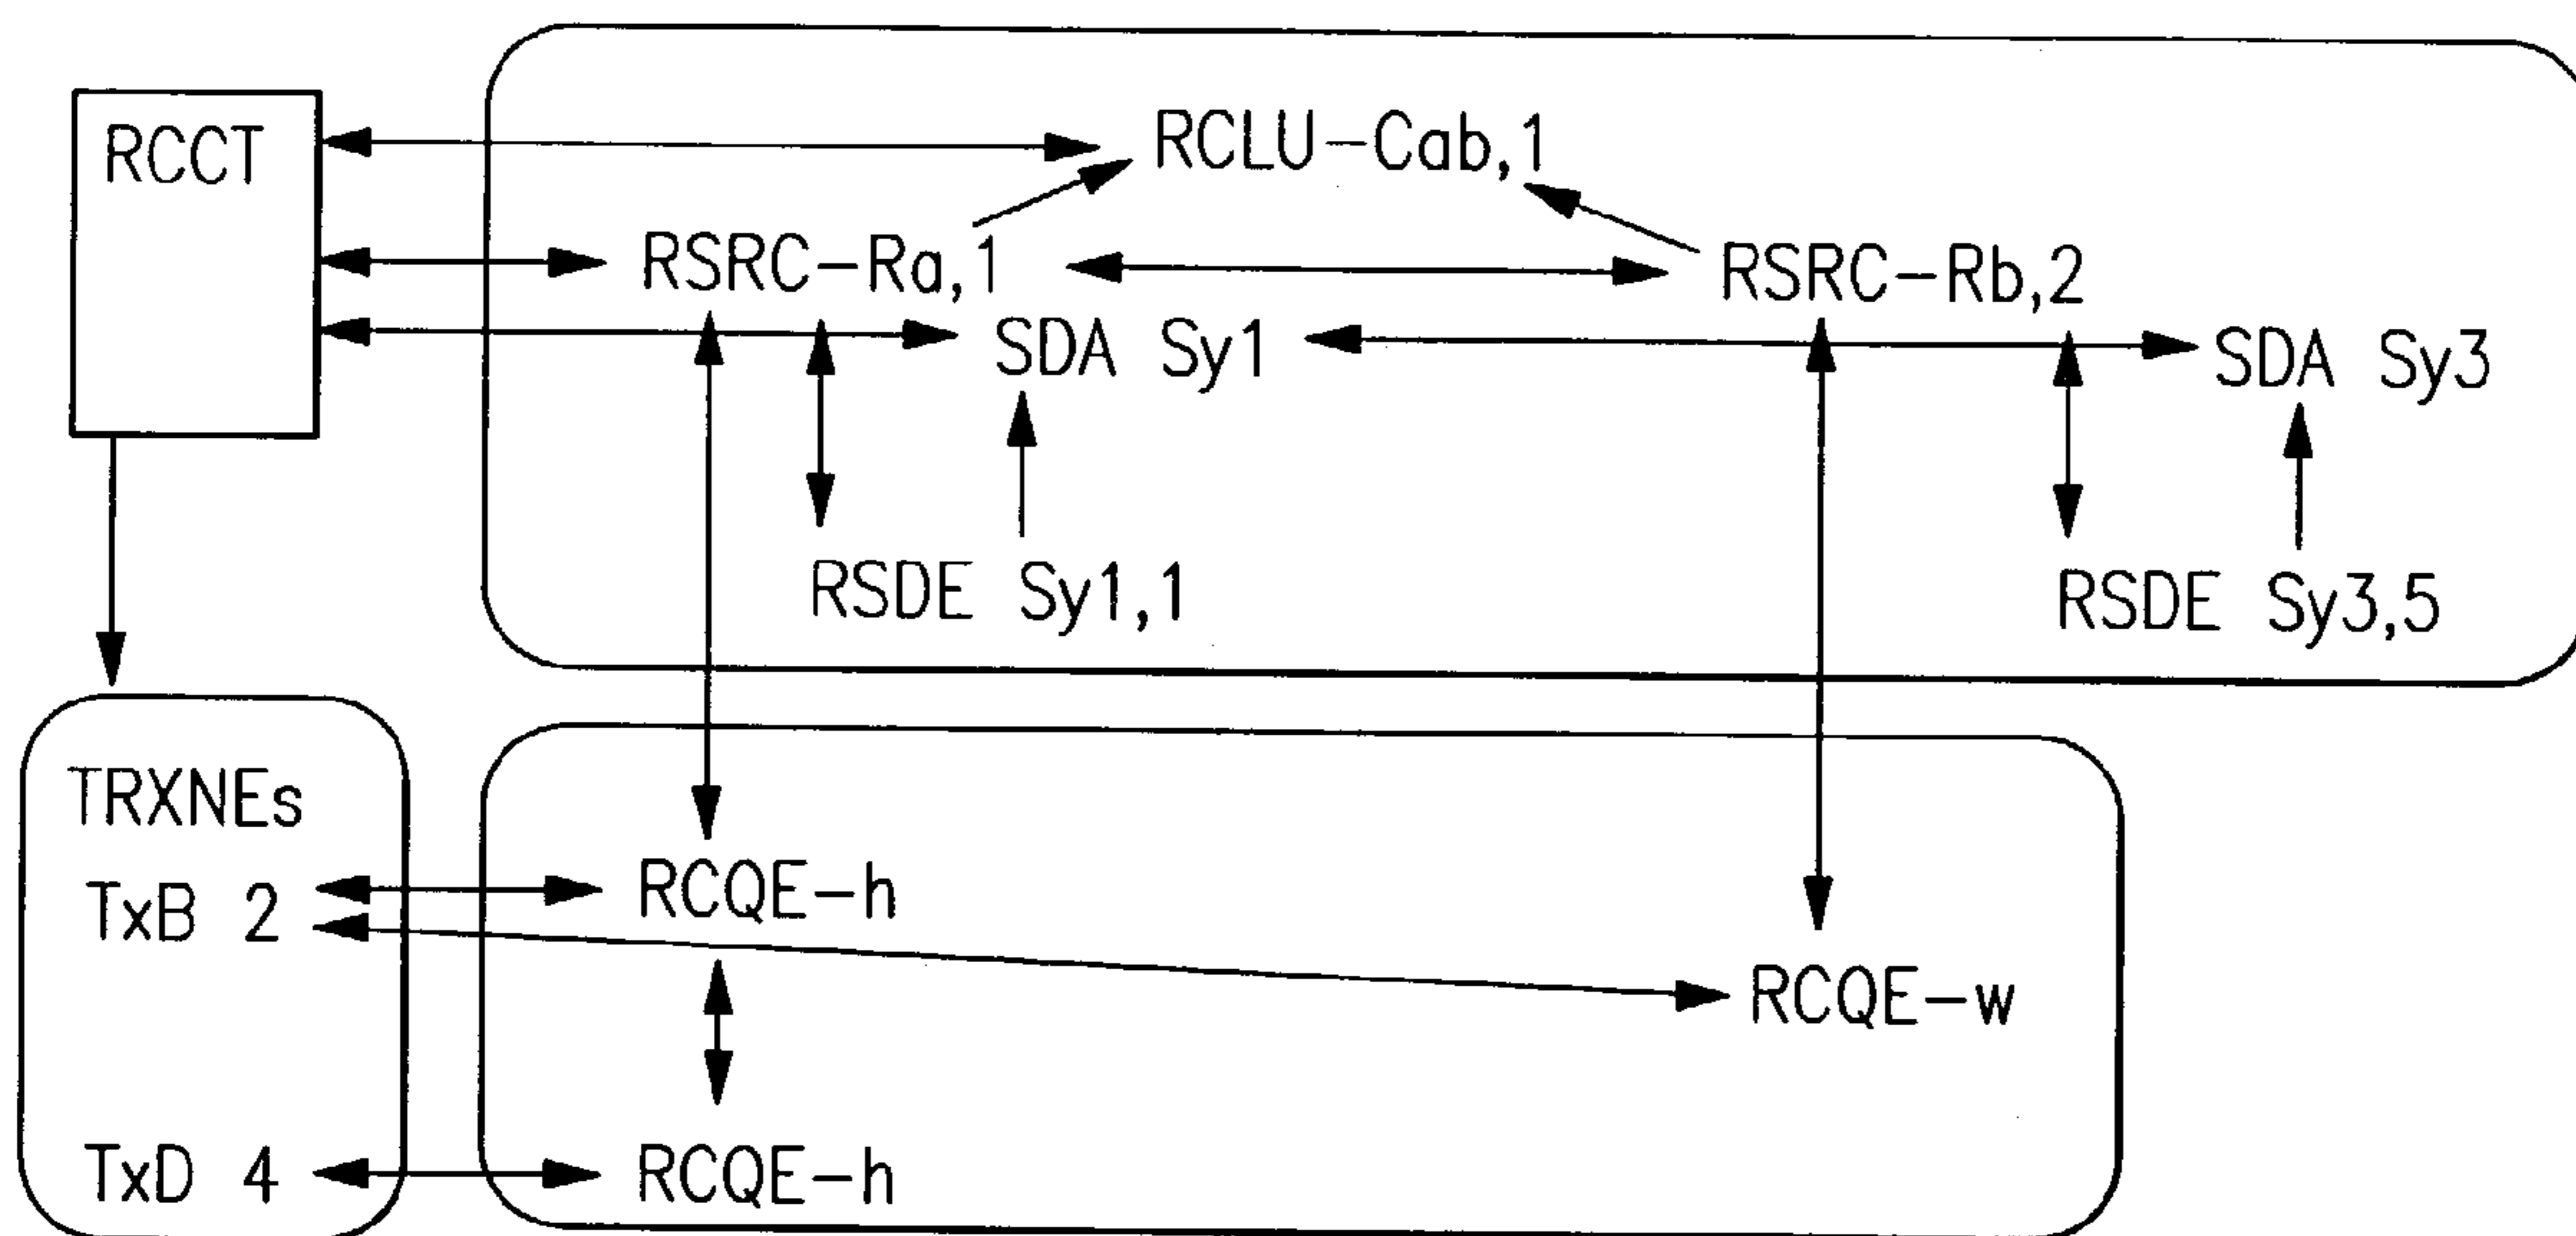 RCCT
RCLU-Cab,1
RSRC-Ra,1
RSRC-Rb,2
SDA Sy1
SDA Sy3
RSDE Sy1,1
RSDE Sy3,5
TRXNEs
TxB 2
RCQE-h
RCQE-w
TxD 4
RCQE-h